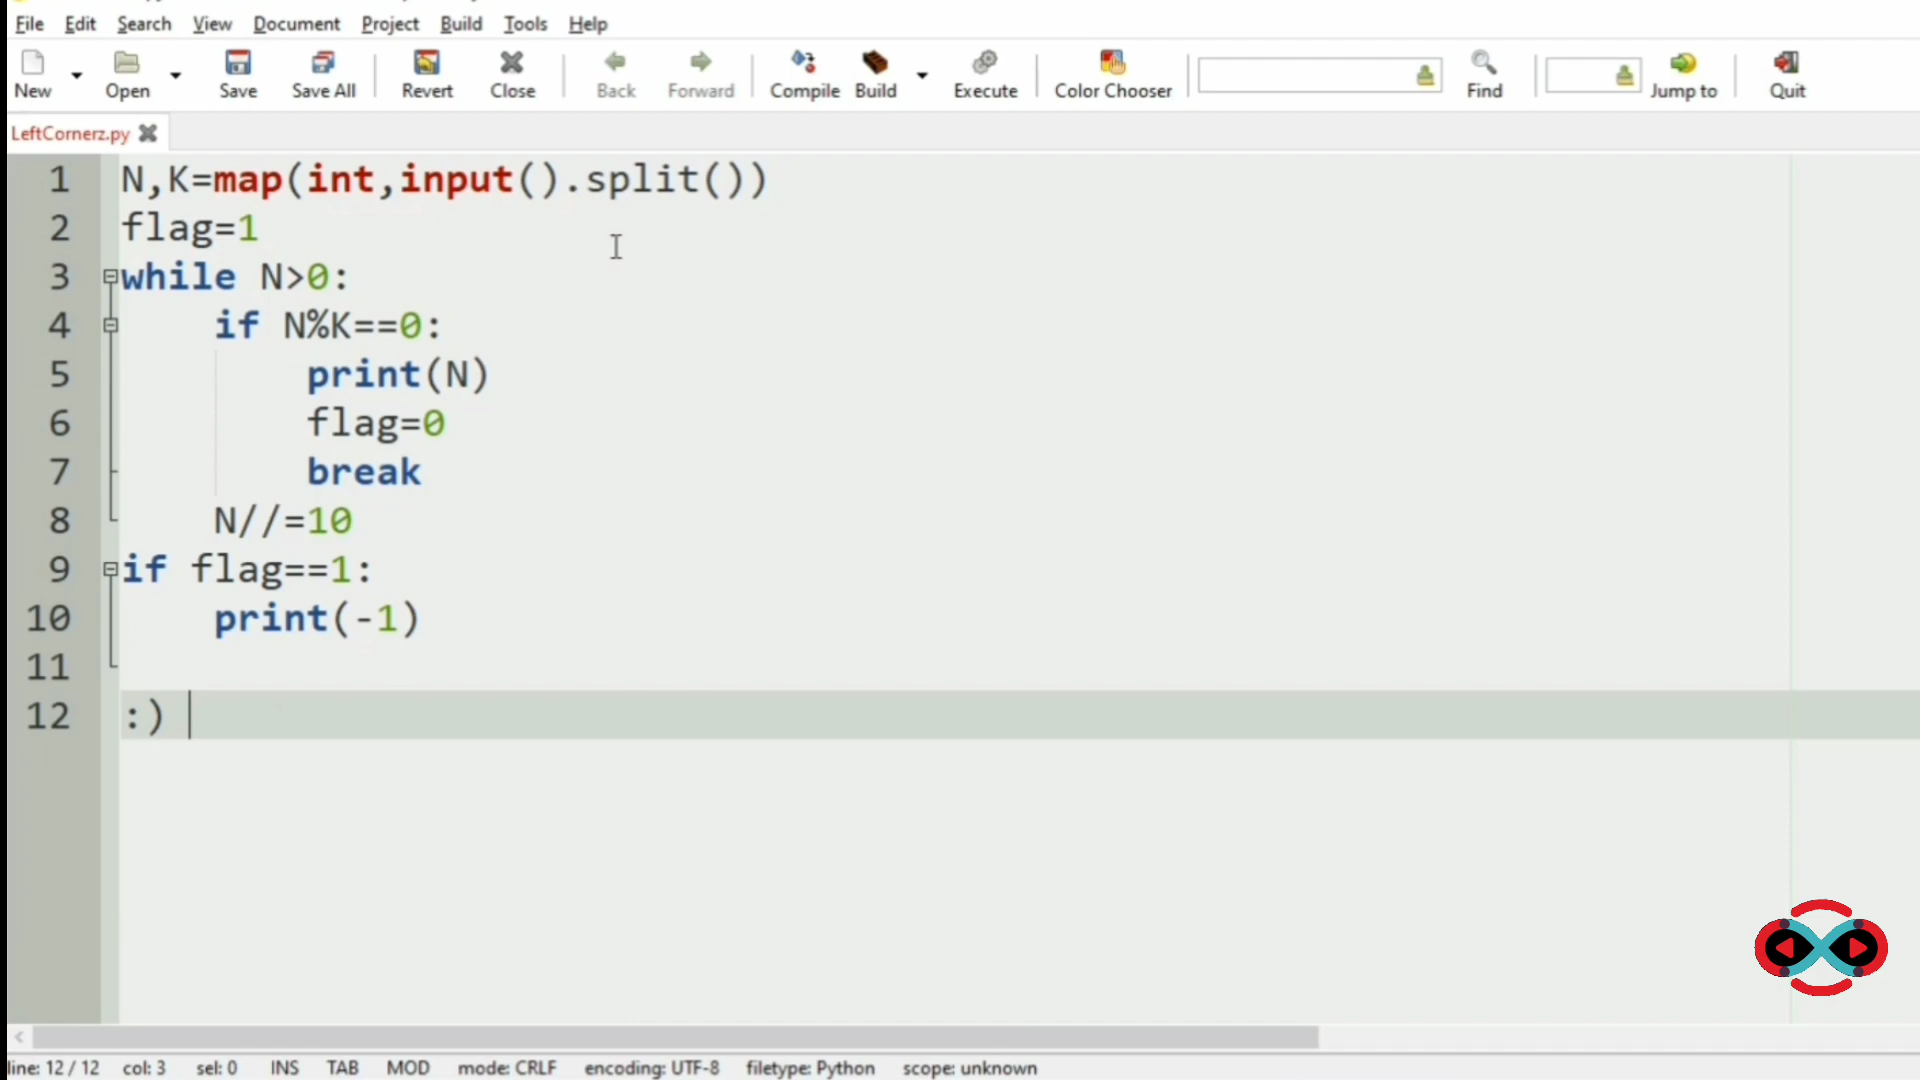 File Edit Search View Document Project Build Tools Help
New Open Save Save All Revert Close Back Forward Compile Build Execute Color Chooser Find Jump to Quit
LeftCornerz.py
1 N,K=map(int,input().split())
2 flag=1
3 while N>0:
4 if N%K==0:
5 print(N)
6 flag=0
7 break
8 N//=10
9 if flag==1:
10 print(-1)
11
12 :)
line: 12 / 12 col: 3 sel: 0 INS TAB MOD mode: CRLF encoding: UTF-8 filetype: Python scope: unknown